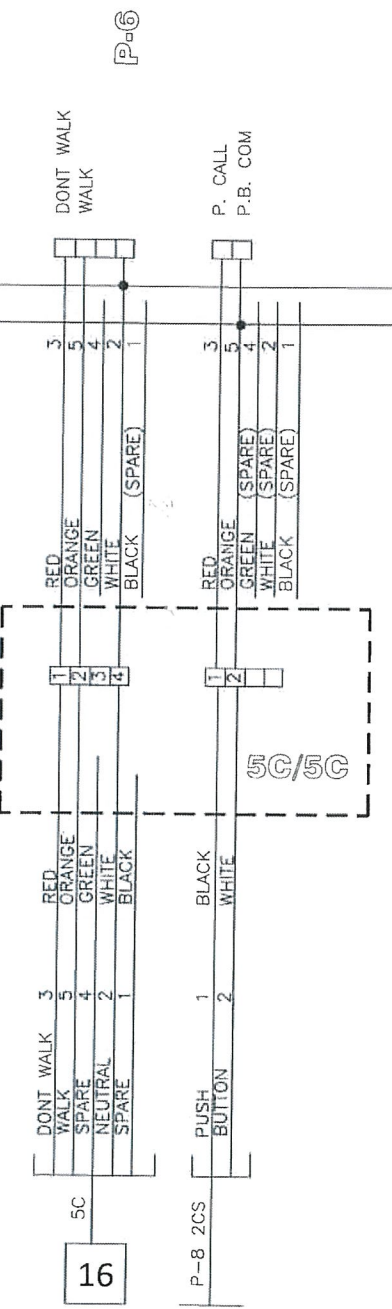 DONT WALK 3 RED 1 RED 3 DONT WALK
WALK 5 ORANGE 2 ORANGE 5 WALK
SPARE 4 GREEN 3 GREEN 4
NEUTRAL 2 WHITE 4 WHITE 2
SPARE 1 BLACK BLACK (SPARE) 1
5C
16
P-6
PUSH 1 BLACK 1 RED 3 P. CALL
BUTTON 2 WHITE 2 ORANGE 5 P.B. COM
GREEN (SPARE) 4
WHITE (SPARE) 2
BLACK (SPARE) 1
P-8 2CS
5C/5C